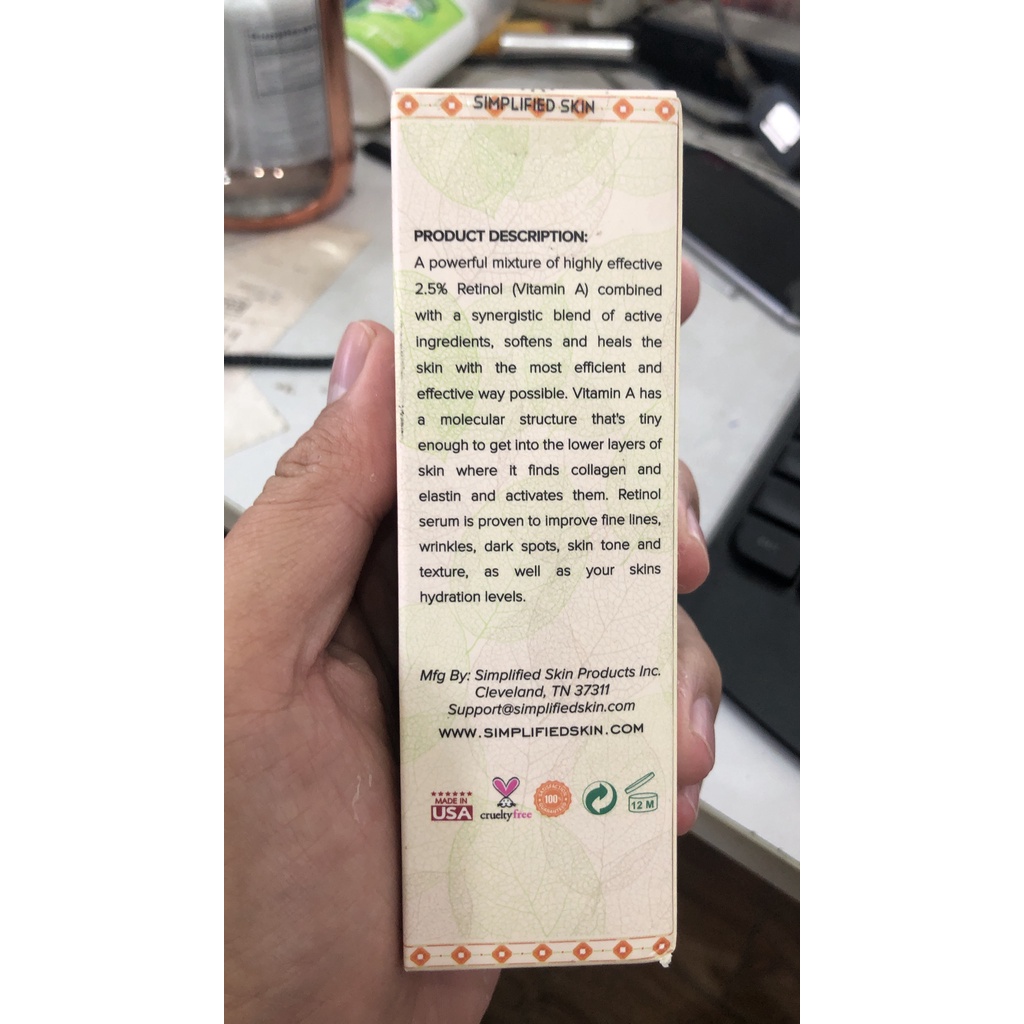 SIMPLIFIED SKIN
PRODUCT DESCRIPTION:
A powerful mixture of highly effective
2.5% Retinol (Vitamin A) combined
with a synergistic blend of active
ingredients, softens and heals the
skin with the most efficient and
effective way possible. Vitamin A has
a molecular structure that's tiny
enough to get into the lower layers of
skin where it finds collagen and
elastin and activates them. Retinol
serum is proven to improve fine lines,
wrinkles, dark spots, skin tone and
texture, as well as your skins
hydration levels.
Mfg By: Simplified Skin Products Inc.
Cleveland, TN 37311
Support@simplifiedskin.com
WWW.SIMPLIFIEDSKIN.COM
MADE IN
USA
crueltyfree
SATISFACTION
100%
GUARANTEED
12 M